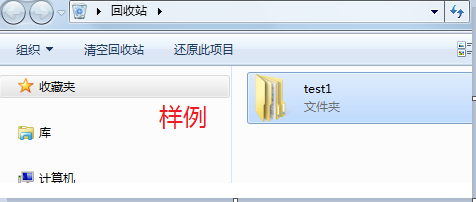 回收站
组织 清空回收站 还原此项目
收藏夹
test1
文件夹
样例
库
计算机